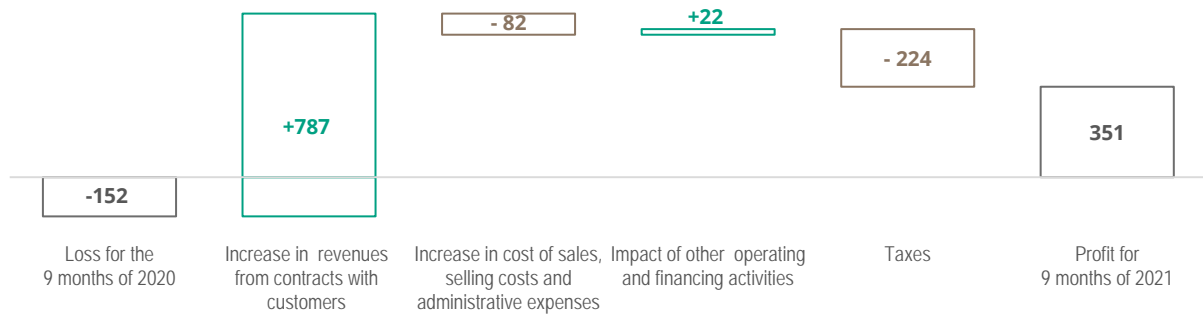 - 82
+22
- 224
+787
351
-152
Loss for the
9 months of 2020
Increase in revenues
from contracts with
customers
Increase in cost of sales,
selling costs and
administrative expenses
Impact of other operating
and financing activities
Taxes
Profit for
9 months of 2021